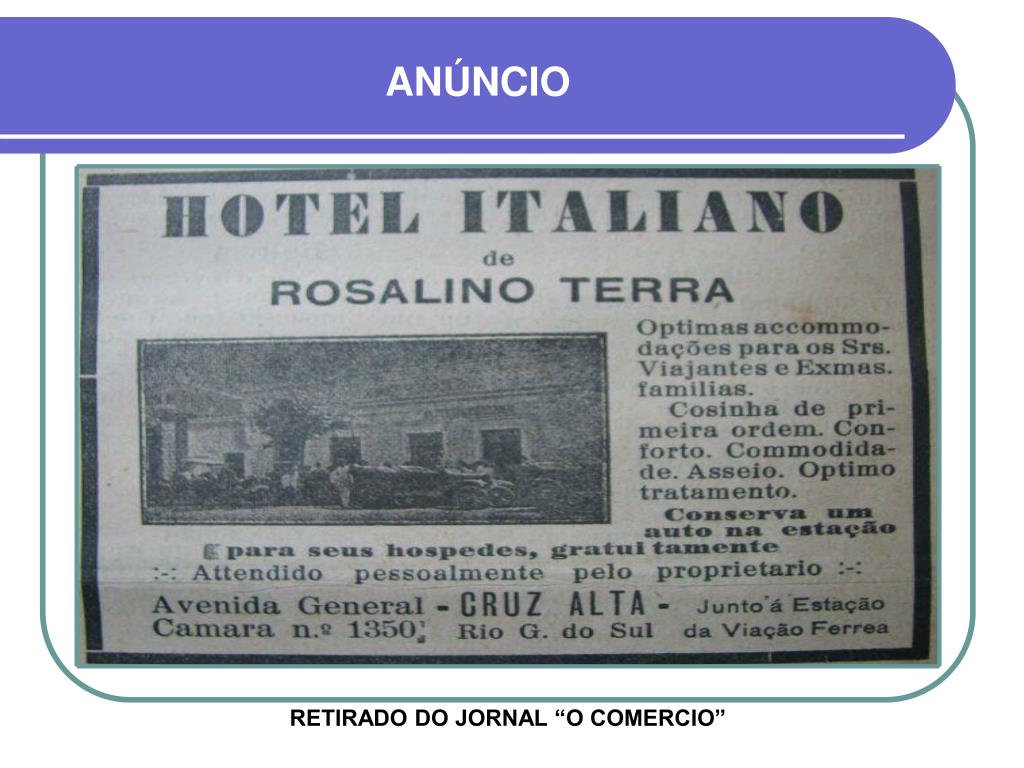 ANÚNCIO
HOTEL ITALIANO
de
ROSALINO TERRA
Optimas accommo-
dações para os Srs.
Viajantes e Exmas.
familias.
Cosinha de pri-
meira ordem. Con-
forto. Commodida-
de. Asseio. Optimo
tratamento.
Conserva um
auto na estação
para seus hospedes, gratuitamente
:-: Attendido pessoalmente pelo proprietario :-:
Avenida General - CRUZ ALTA - Junto á Estação
Camara n.º 1350 Rio G. do Sul da Viação Ferrea
RETIRADO DO JORNAL “O COMERCIO”